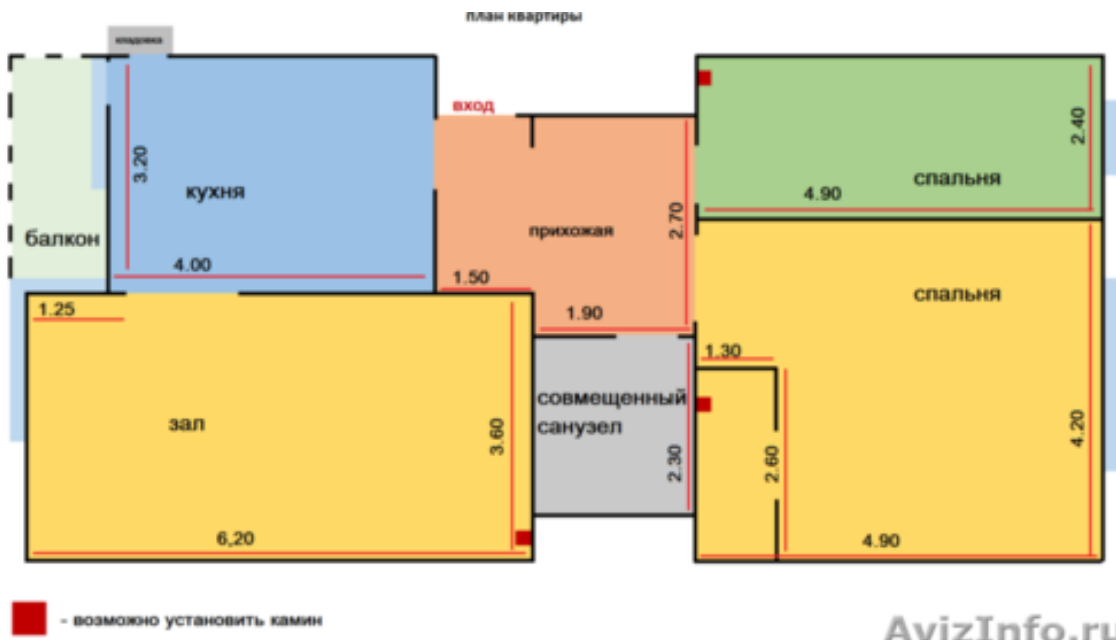 план квартиры
кладовка
вход
3.20
кухня
2.40
спальня
4.90
балкон
прихожая
2.70
4.00
1.50
спальня
1.25
1.90
1.30
зал
3.60
совмещенный
санузел
2.30
2.60
4.20
6,20
4.90
- возможно установить камин
AvizInfo.ru